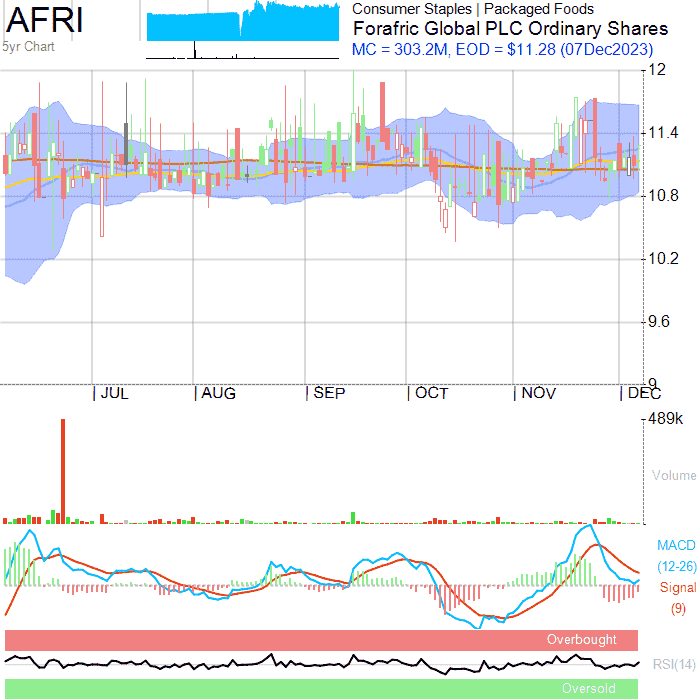 AFRI
5yr Chart
Consumer Staples | Packaged Foods
Forafric Global PLC Ordinary Shares
MC = 303.2M, EOD = $11.28 (07Dec2023)
12
11.4
10.8
10.2
9.6
9
JUL AUG SEP OCT NOV DEC
489k
Volume
MACD
(12-26)
Signal
(9)
Overbought
RSI(14)
Oversold